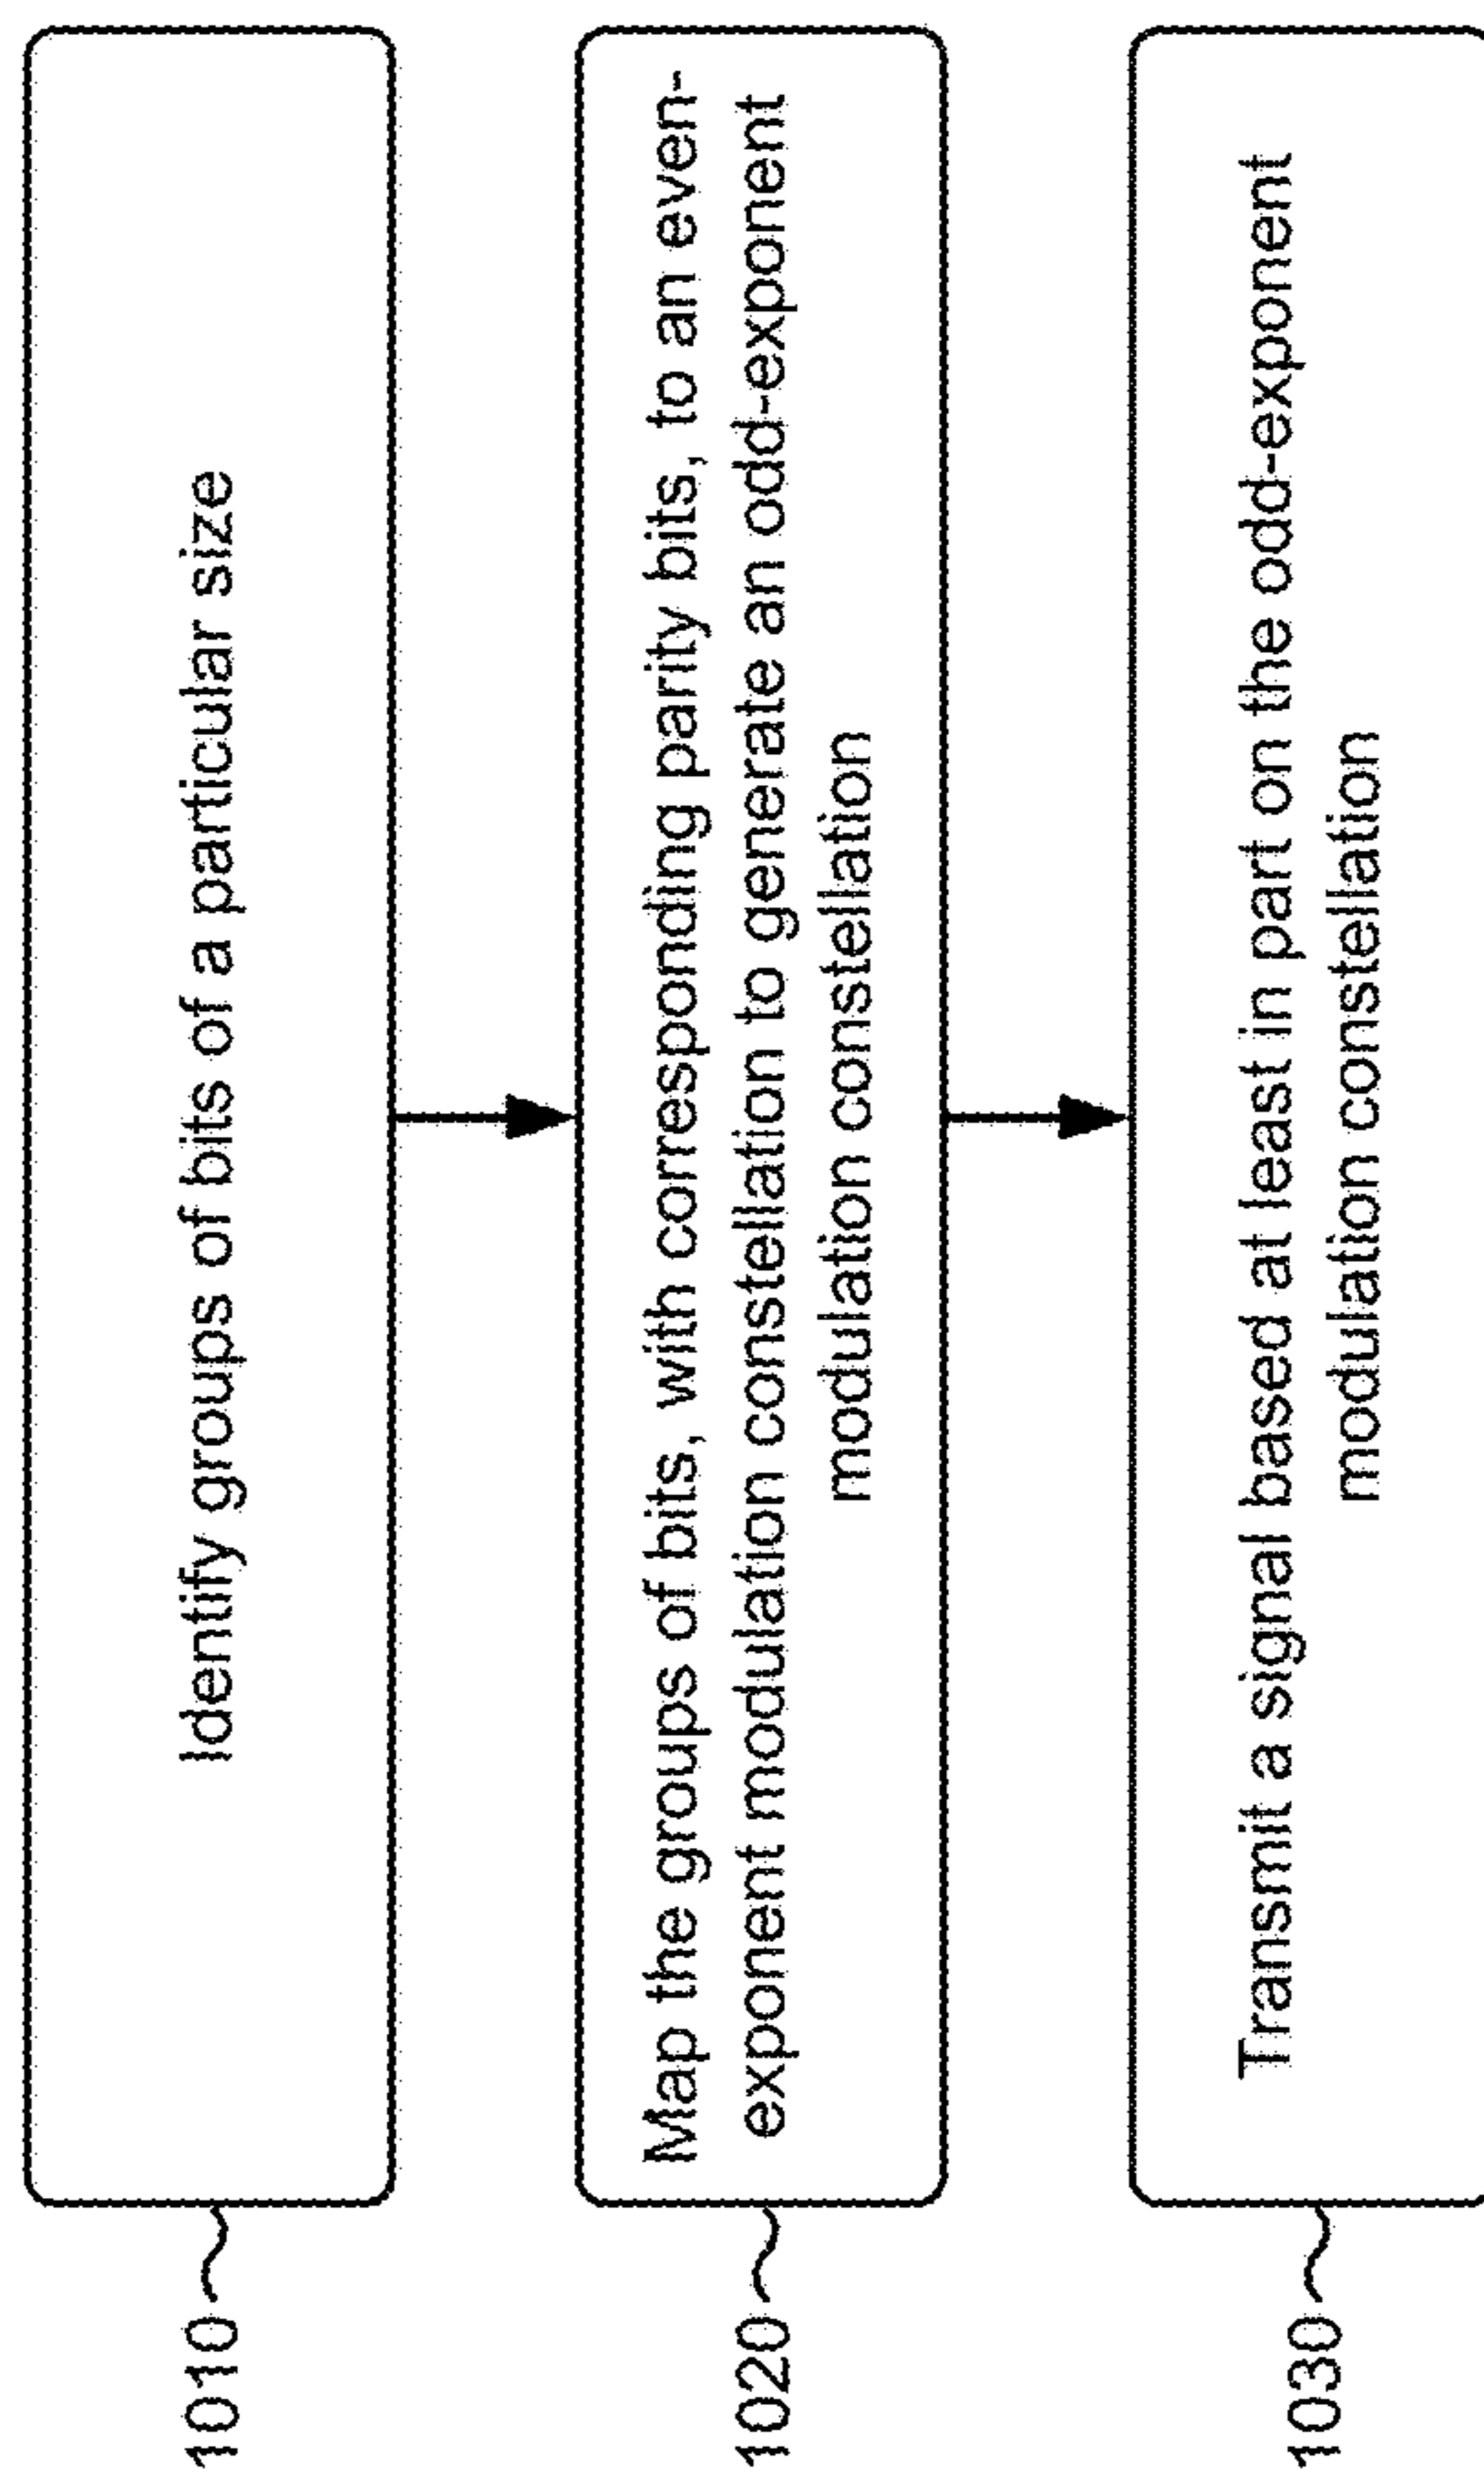 1010
Identify groups of bits of a particular size
1020
Map the groups of bits, with corresponding parity bits, to an even-
exponent modulation constellation to generate an odd-exponent
modulation constellation
1030
Transmit a signal based at least in part on the odd-exponent
modulation constellation